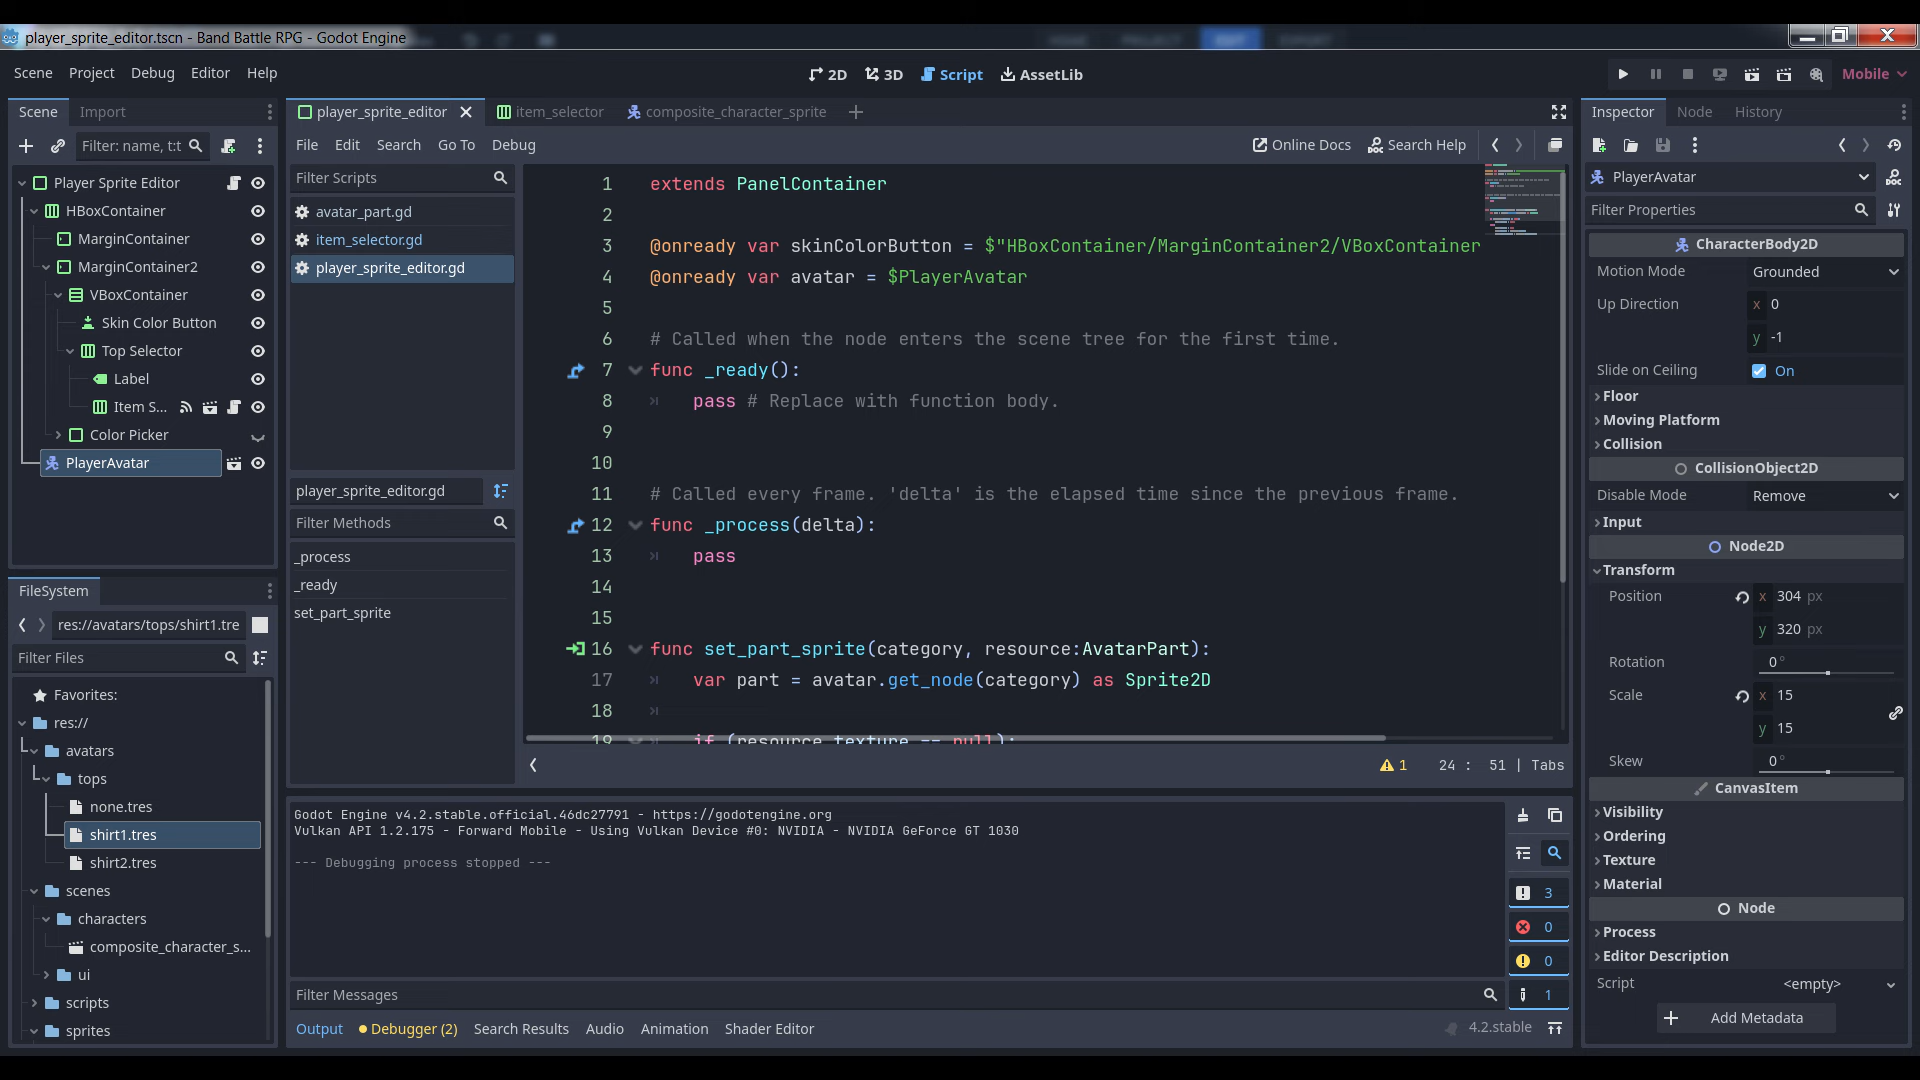 player_sprite_editor.tscn - Band Battle RPG - Godot Engine
Scene Project Debug Editor Help
2D 3D Script AssetLib
Mobile
Scene Import
Filter: name, t:t
Player Sprite Editor
HBoxContainer
MarginContainer
MarginContainer2
VBoxContainer
Skin Color Button
Top Selector
Label
Item S...
Color Picker
PlayerAvatar
FileSystem
res://avatars/tops/shirt1.tre
Filter Files
Favorites:
res://
avatars
tops
none.tres
shirt1.tres
shirt2.tres
scenes
characters
composite_character_s...
ui
scripts
sprites
player_sprite_editor item_selector composite_character_sprite
File Edit Search Go To Debug
Online Docs Search Help
Filter Scripts
avatar_part.gd
item_selector.gd
player_sprite_editor.gd
player_sprite_editor.gd
Filter Methods
_process
_ready
set_part_sprite
1 extends PanelContainer
2
3 @onready var skinColorButton = $"HBoxContainer/MarginContainer2/VBoxContainer
4 @onready var avatar = $PlayerAvatar
5
6 # Called when the node enters the scene tree for the first time.
7 func _ready():
8 pass # Replace with function body.
9
10
11 # Called every frame. 'delta' is the elapsed time since the previous frame.
12 func _process(delta):
13 pass
14
15
16 func set_part_sprite(category, resource:AvatarPart):
17 var part = avatar.get_node(category) as Sprite2D
18
19 if (resource.texture == null):
1 24 : 51 | Tabs
Godot Engine v4.2.stable.official.46dc27791 - https://godotengine.org
Vulkan API 1.2.175 - Forward Mobile - Using Vulkan Device #0: NVIDIA - NVIDIA GeForce GT 1030
--- Debugging process stopped ---
3
0
0
1
Filter Messages
Output Debugger (2) Search Results Audio Animation Shader Editor
4.2.stable
Inspector Node History
PlayerAvatar
Filter Properties
CharacterBody2D
Motion Mode Grounded
Up Direction x 0
y -1
Slide on Ceiling On
Floor
Moving Platform
Collision
CollisionObject2D
Disable Mode Remove
Input
Node2D
Transform
Position x 304 px
y 320 px
Rotation 0 °
Scale x 15
y 15
Skew 0 °
CanvasItem
Visibility
Ordering
Texture
Material
Node
Process
Editor Description
Script <empty>
Add Metadata